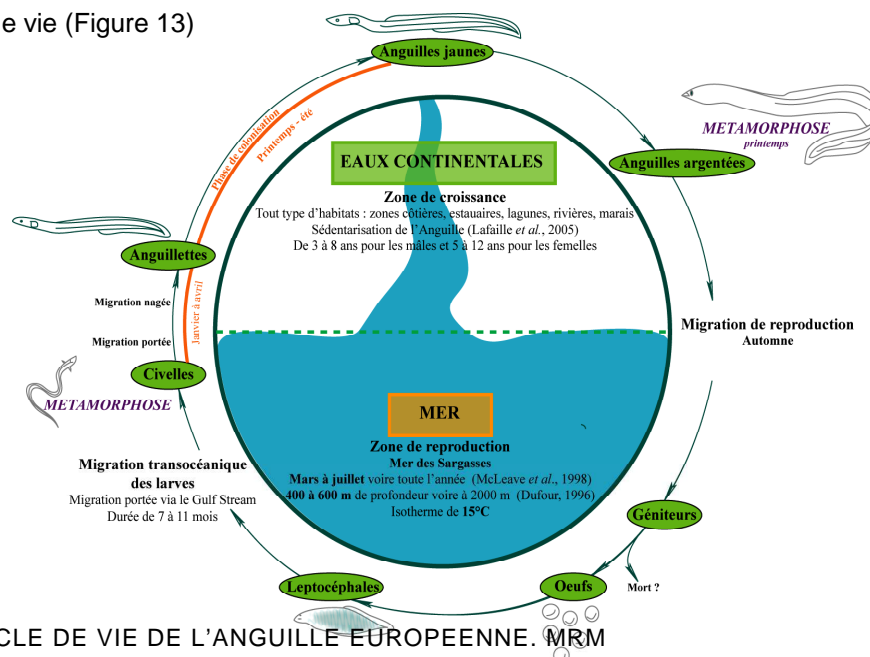 e vie (Figure 13)
Anguilles jaunes
Phase de colonisation
Printemps - été
METAMORPHOSE
printemps
Anguilles argentées
EAUX CONTINENTALES
Zone de croissance
Tout type d'habitats : zones côtières, estauaires, lagunes, rivières, marais
Sédentarisation de l'Anguille (Lafaille et al., 2005)
De 3 à 8 ans pour les mâles et 5 à 12 ans pour les femelles
Anguillettes
Migration nagée
Janvier à avril
Migration portée
Civelles
METAMORPHOSE
Migration de reproduction
Automne
MER
Zone de reproduction
Mer des Sargasses
Mars à juillet voire toute l'année (McLeave et al., 1998)
400 à 600 m de profondeur voire à 2000 m (Dufour, 1996)
Isotherme de 15°C
Migration transocéanique
des larves
Migration portée via le Gulf Stream
Durée de 7 à 11 mois
Géniteurs
Mort ?
Oeufs
Leptocéphales
CLE DE VIE DE L'ANGUILLE EUROPEENNE. MRM